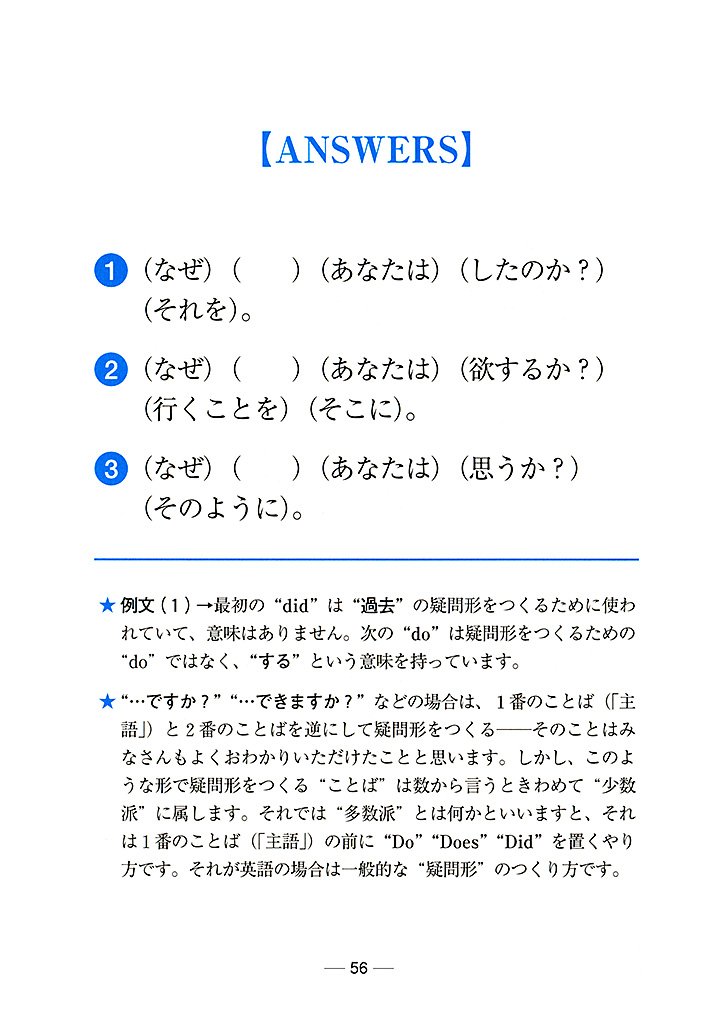 【ANSWERS】
1 (なぜ) (　　) (あなたは) (したのか？)
(それを)。
2 (なぜ) (　　) (あなたは) (欲するか？)
(行くことを) (そこに)。
3 (なぜ) (　　) (あなたは) (思うか？)
(そのように)。
★ 例文(1)→最初の“did”は“過去”の疑問形をつくるために使わ
れていて、意味はありません。次の“do”は疑問形をつくるための
“do”ではなく、“する”という意味を持っています。
★ “…ですか？”“…できますか？”などの場合は、1番のことば（「主
語」）と2番のことばを逆にして疑問形をつくる――そのことはみ
なさんもよくおわかりいただけたことと思います。しかし、このよ
うな形で疑問形をつくる“ことば”は数から言うときわめて“少数
派”に属します。それでは“多数派”とは何かといいますと、それ
は1番のことば（「主語」）の前に“Do”“Does”“Did”を置くやり
方です。それが英語の場合は一般的な“疑問形”のつくり方です。
— 56 —